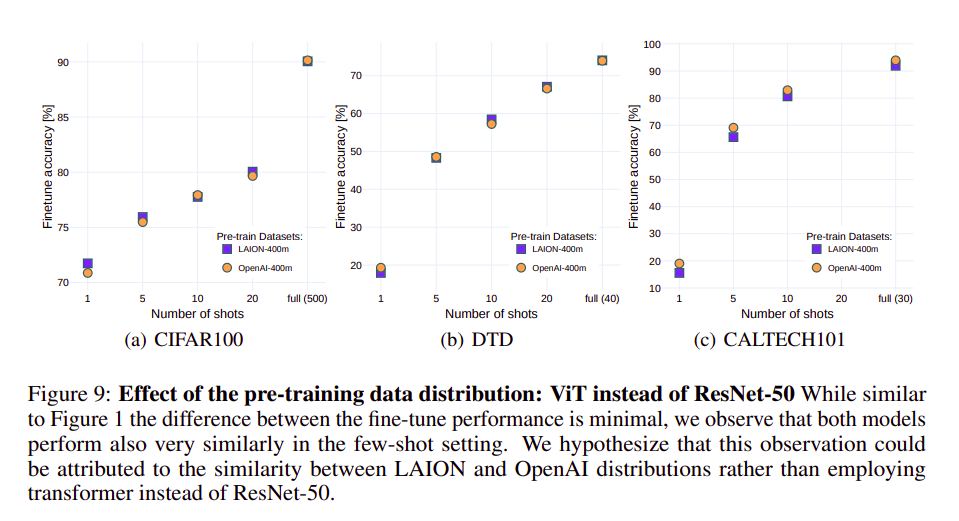 Finetune accuracy [%]
90
85
80
75
70
Pre-train Datasets:
LAION-400m
OpenAI-400m
1 5 10 20 full (500)
Number of shots
(a) CIFAR100
Finetune accuracy [%]
70
60
50
40
30
20
Pre-train Datasets:
LAION-400m
OpenAI-400m
1 5 10 20 full (40)
Number of shots
(b) DTD
Finetune accuracy [%]
100
90
80
70
60
50
40
30
20
10
Pre-train Datasets:
LAION-400m
OpenAI-400m
1 5 10 20 full (30)
Number of shots
(c) CALTECH101
Figure 9: Effect of the pre-training data distribution: ViT instead of ResNet-50 While similar
to Figure 1 the difference between the fine-tune performance is minimal, we observe that both models
perform also very similarly in the few-shot setting. We hypothesize that this observation could
be attributed to the similarity between LAION and OpenAI distributions rather than employing
transformer instead of ResNet-50.